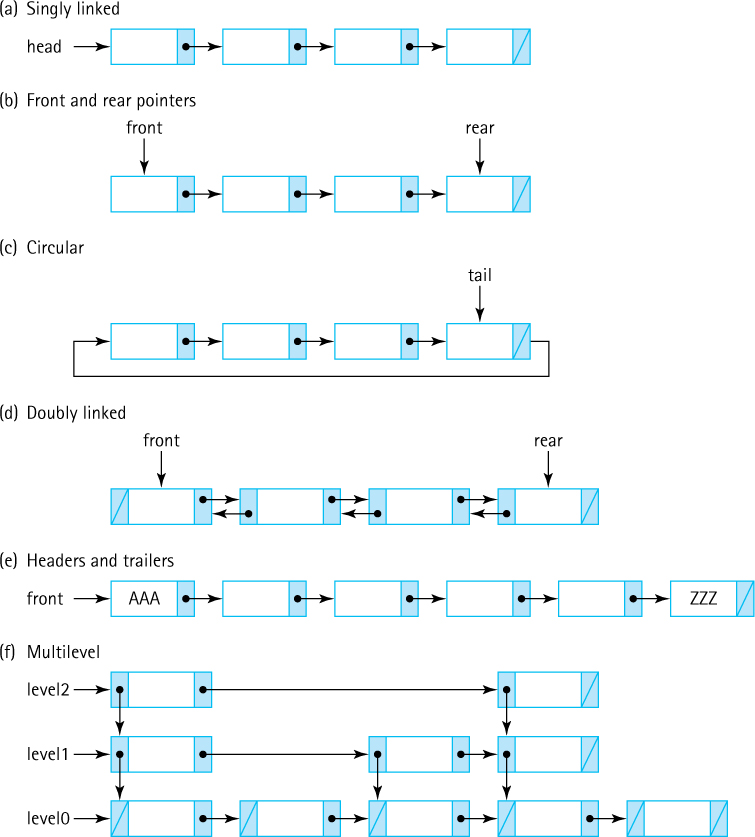 (a) Singly linked
head
(b) Front and rear pointers
front rear
(c) Circular
tail
(d) Doubly linked
front rear
(e) Headers and trailers
front AAA ZZZ
(f) Multilevel
level2
level1
level0